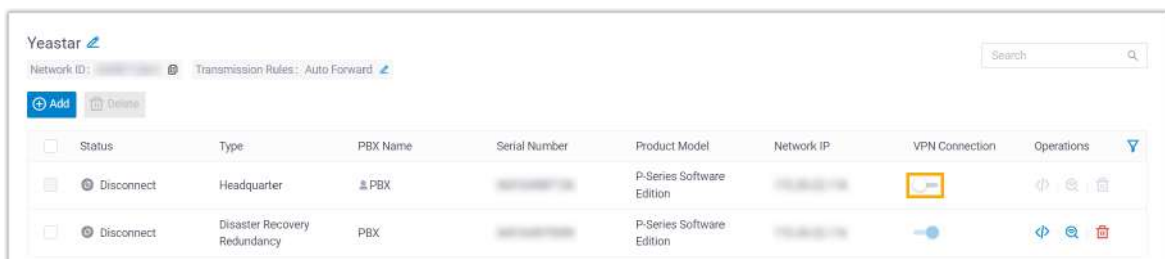 Yeastar
Search
Network ID: Transmission Rules: Auto Forward
Add Delete
Status Type PBX Name Serial Number Product Model Network IP VPN Connection Operations
Disconnect Headquarter PBX P-Series Software Edition
Disconnect Disaster Recovery Redundancy PBX P-Series Software Edition